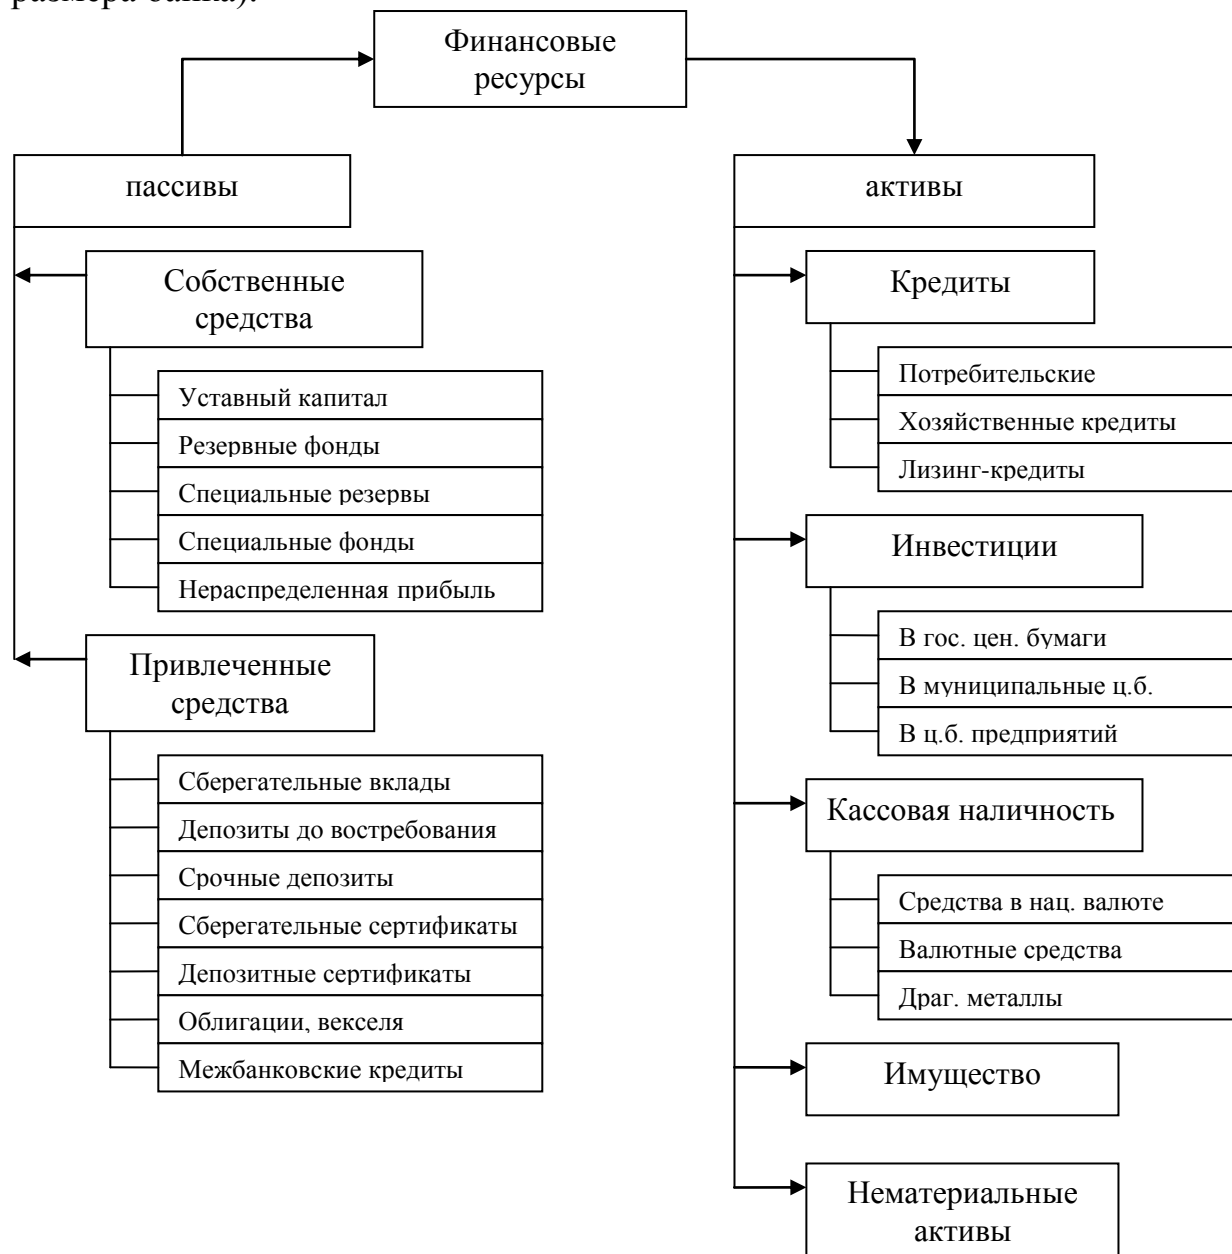 размера банка).
Финансовые
ресурсы
пассивы
Собственные
средства
Уставный капитал
Резервные фонды
Специальные резервы
Специальные фонды
Нераспределенная прибыль
Привлеченные
средства
Сберегательные вклады
Депозиты до востребования
Срочные депозиты
Сберегательные сертификаты
Депозитные сертификаты
Облигации, векселя
Межбанковские кредиты
активы
Кредиты
Потребительские
Хозяйственные кредиты
Лизинг-кредиты
Инвестиции
В гос. цен. бумаги
В муниципальные ц.б.
В ц.б. предприятий
Кассовая наличность
Средства в нац. валюте
Валютные средства
Драг. металлы
Имущество
Нематериальные
активы